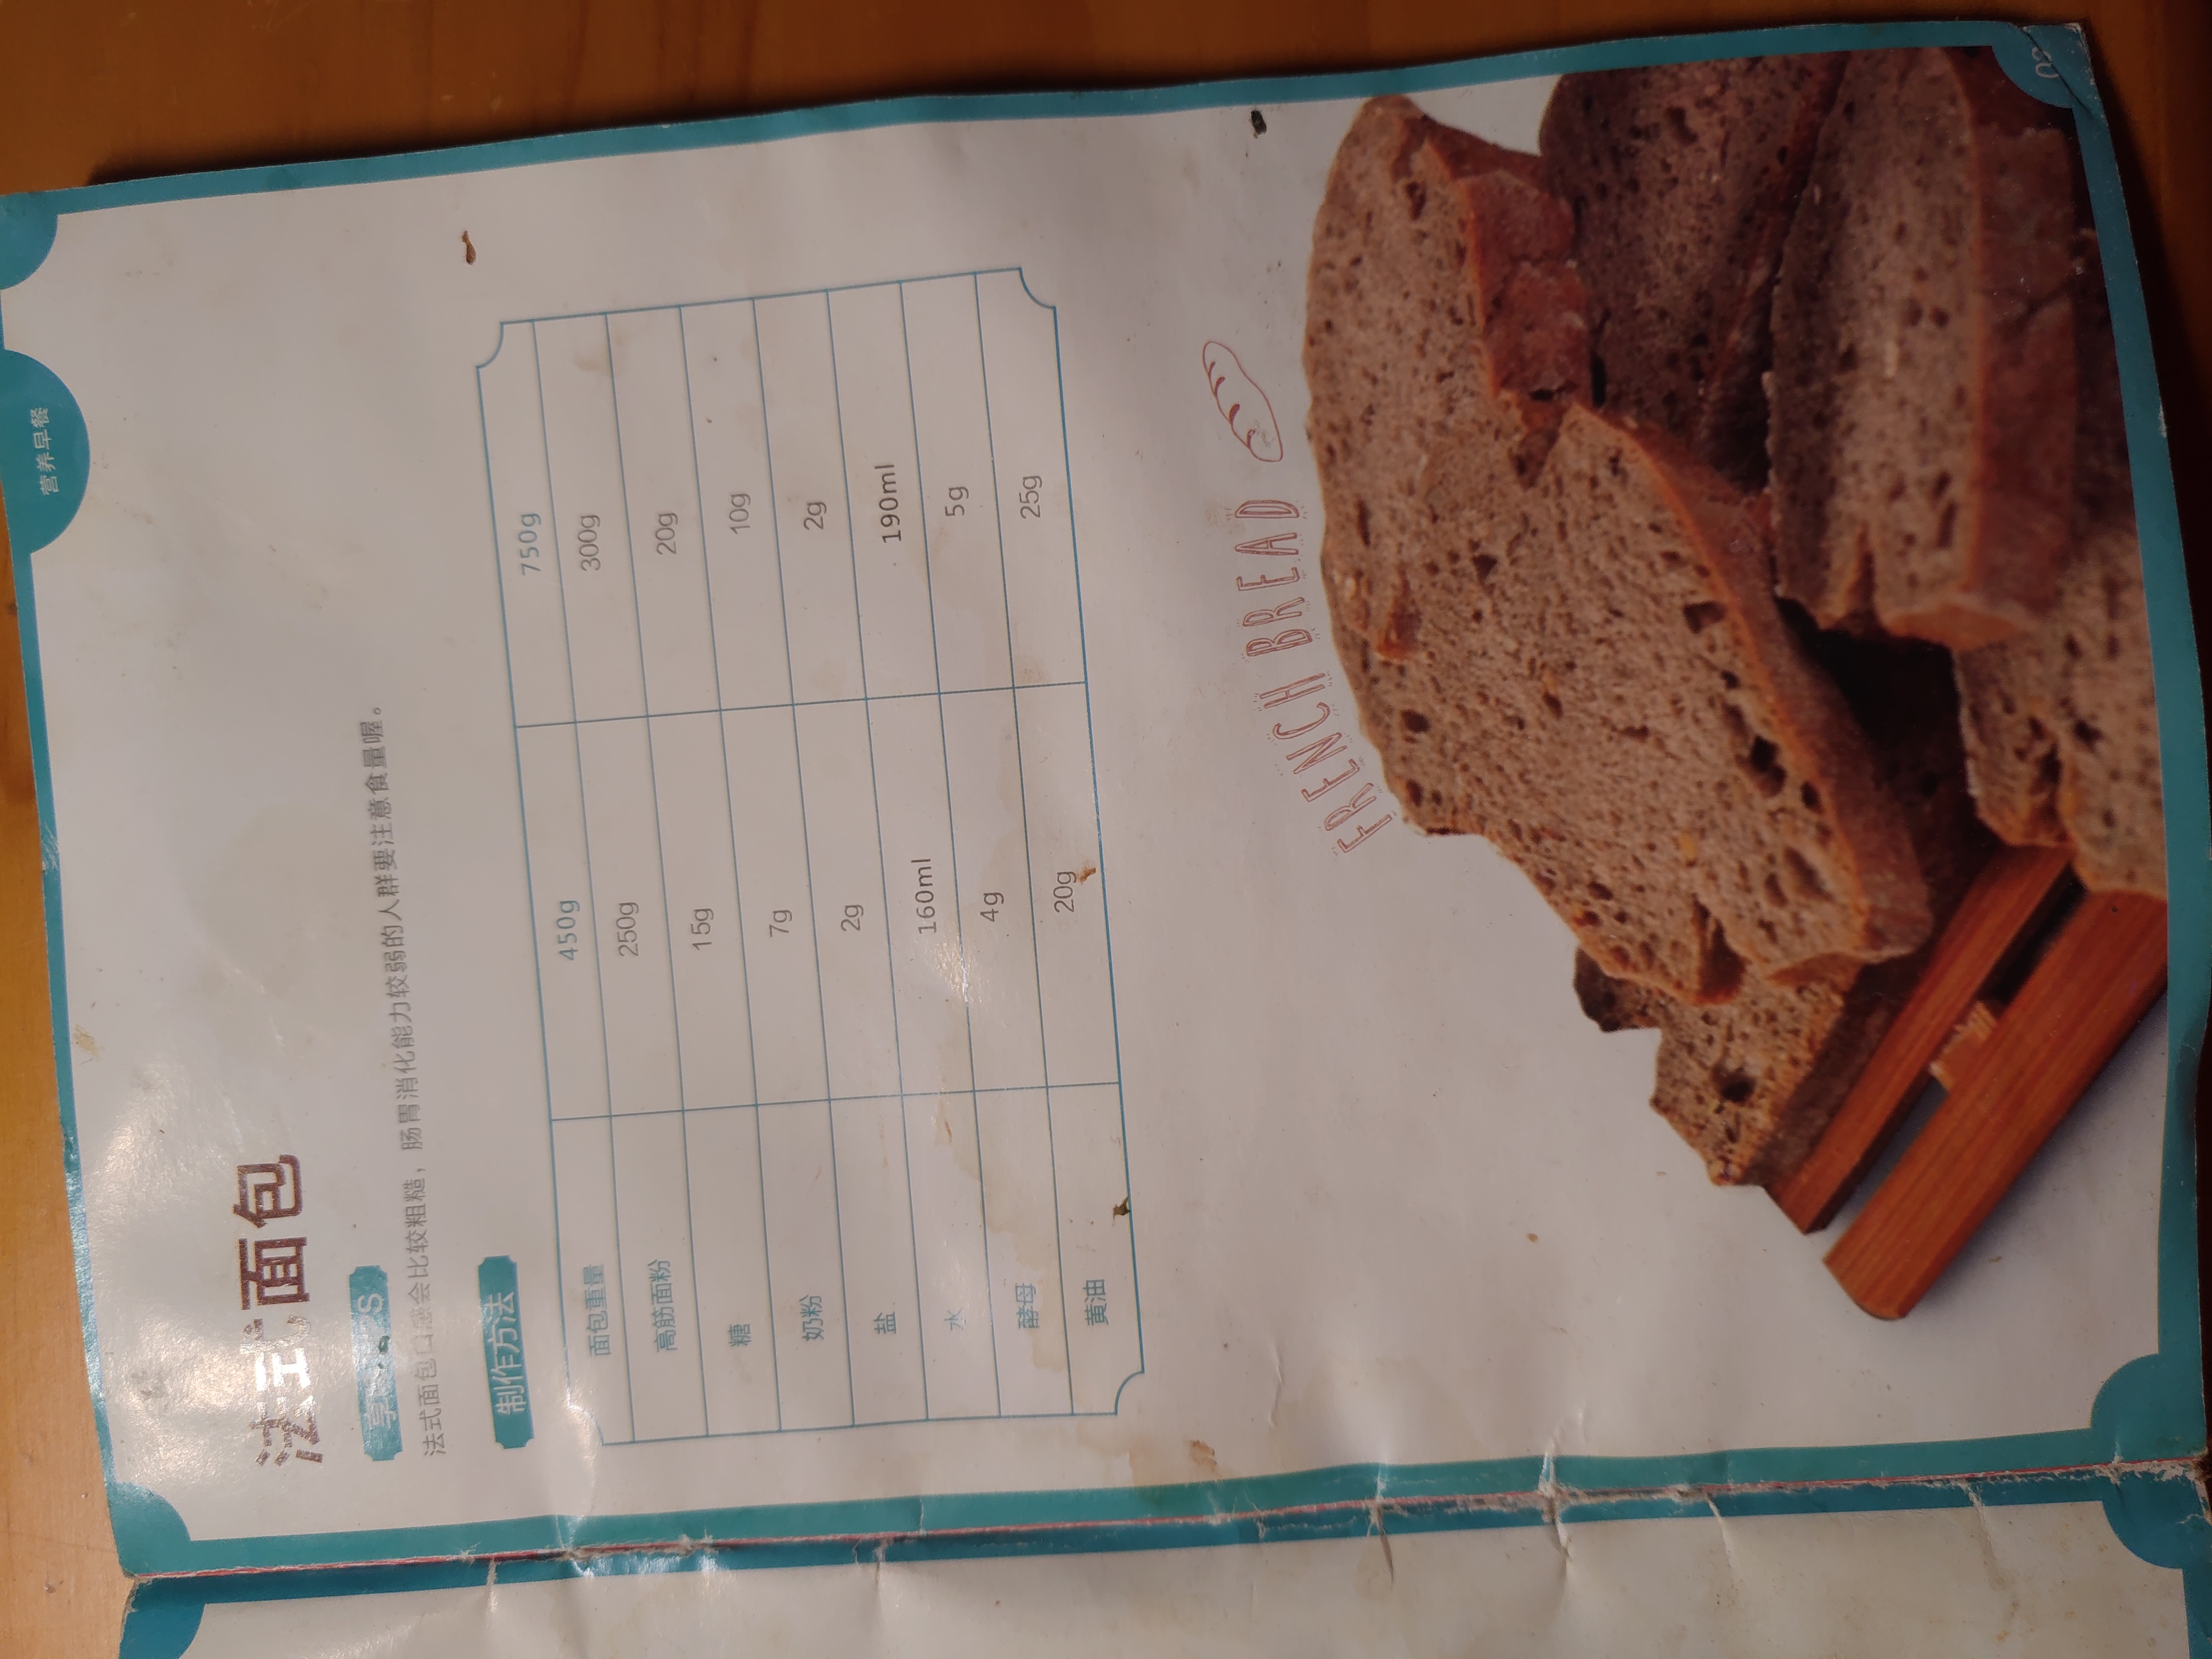 营养早餐
法式面包
法式面包口感会比较粗糙，肠胃消化能力较弱的人群要注意食量喔。
制作方法
面包重量 450g 750g
高筋面粉 250g 300g
糖 15g 20g
奶粉 7g 10g
盐 2g 2g
水 160ml 190ml
酵母 4g 5g
黄油 20g 25g
FRENCH BREAD